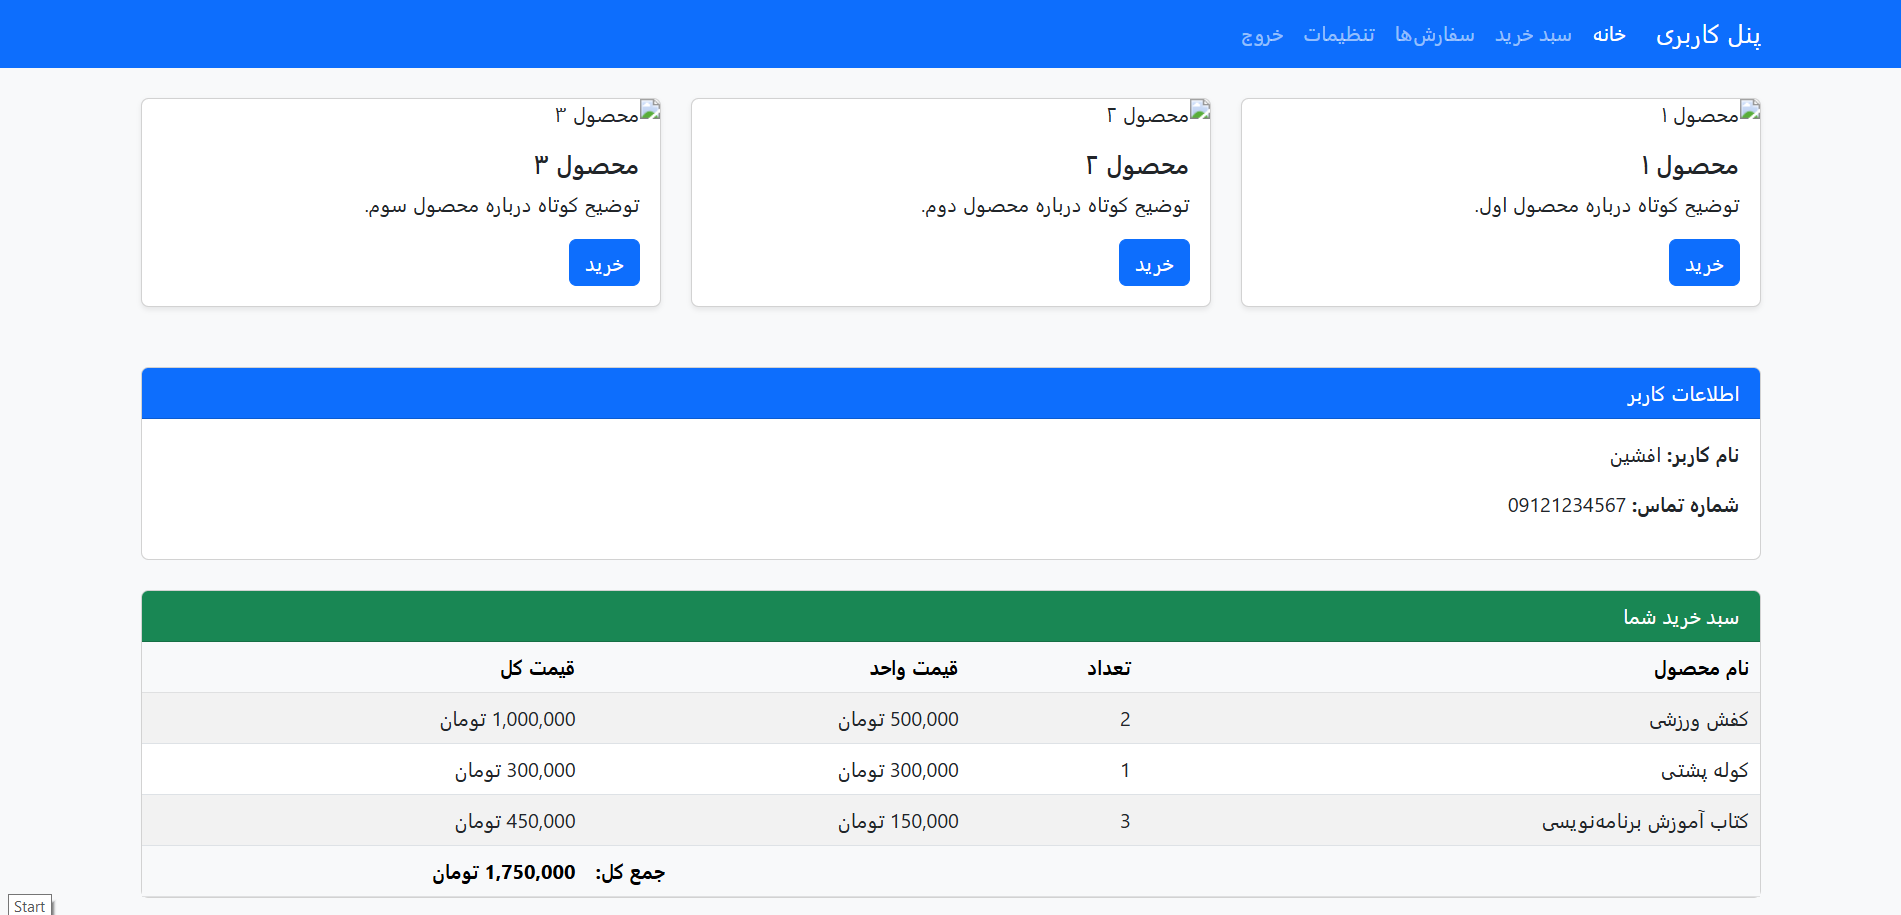 پنل کاربری خانه سبد خرید سفارش‌ها تنظیمات خروج
محصول ۱
محصول ۱
توضیح کوتاه درباره محصول اول.
خرید
محصول ۲
محصول ۲
توضیح کوتاه درباره محصول دوم.
خرید
محصول ۳
محصول ۳
توضیح کوتاه درباره محصول سوم.
خرید
اطلاعات کاربر
نام کاربر: افشین
شماره تماس: 09121234567
سبد خرید شما
نام محصول تعداد قیمت واحد قیمت کل
کفش ورزشی 2 500,000 تومان 1,000,000 تومان
کوله پشتی 1 300,000 تومان 300,000 تومان
کتاب آموزش برنامه‌نویسی 3 150,000 تومان 450,000 تومان
جمع کل: 1,750,000 تومان
Start